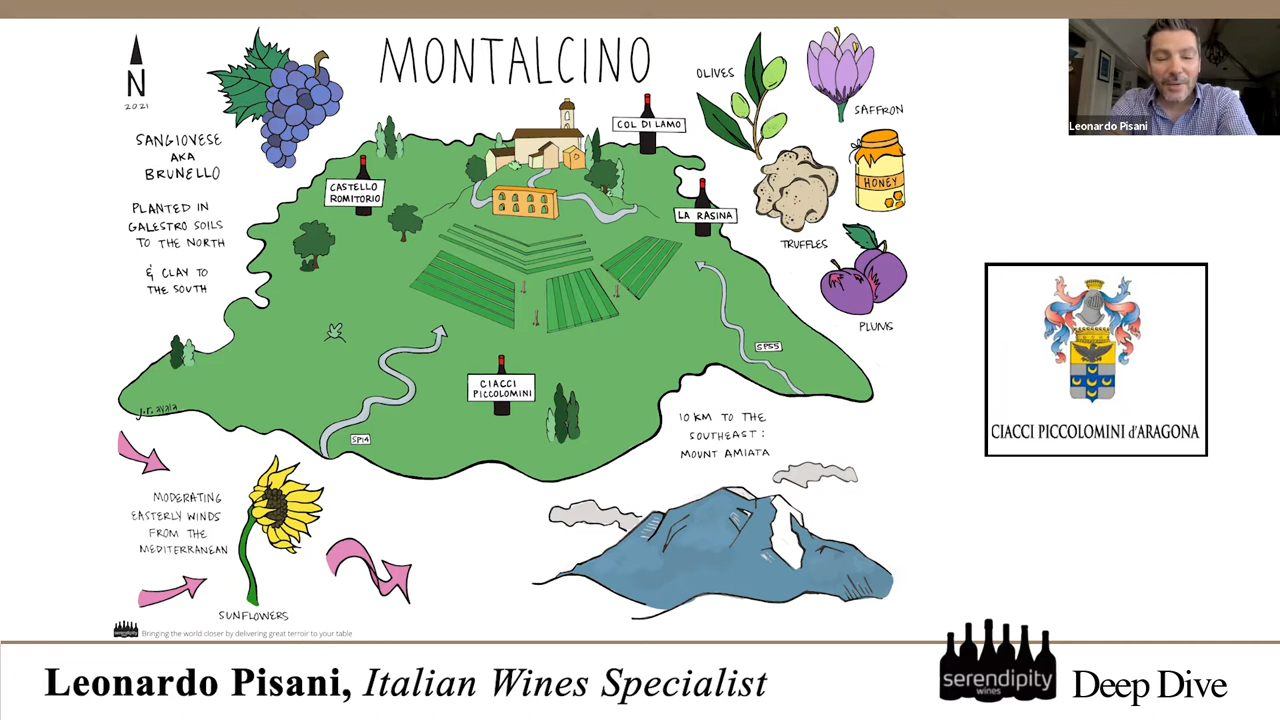 MONTALCINO
N
2021
SANGIOVESE
AKA
BRUNELLO
PLANTED IN
GALESTRO SOILS
TO THE NORTH
& CLAY TO
THE SOUTH
CASTELLO
ROMITORIO
COL DI LAMO
LA RASINA
CIACCI
PICCOLOMINI
SP14
SP55
OLIVES
SAFFRON
HONEY
TRUFFLES
PLUMS
10 KM TO THE
SOUTHEAST:
MOUNT AMIATA
j.p. ayala
MODERATING
EASTERLY WINDS
FROM THE
MEDITERRANEAN
SUNFLOWERS
serendipity Bringing the world closer by delivering great terroir to your table
Leonardo Pisani
CIACCI PICCOLOMINI d'ARAGONA
Leonardo Pisani, Italian Wines Specialist
serendipity
wines
Deep Dive